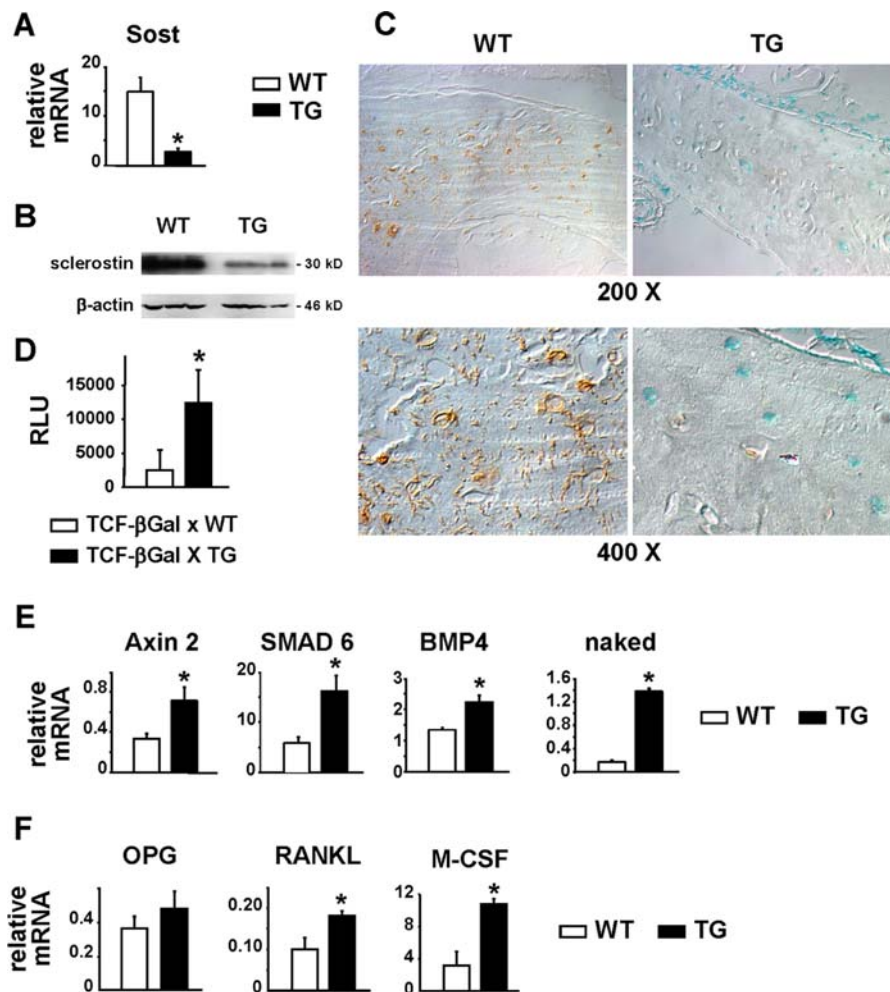 A
Sost
relative
mRNA
20
10
0
*
WT
TG
B
WT TG
sclerostin
- 30 kD
β-actin
- 46 kD
C
WT
TG
200 X
400 X
D
RLU
15000
10000
5000
0
*
TCF-βGal x WT
TCF-βGal X TG
E
Axin 2
relative
mRNA
0.8
0.4
0
*
SMAD 6
20
10
0
*
BMP4
3
2
1
0
*
naked
1.6
1.2
0.8
0.4
0
*
WT
TG
F
OPG
relative
mRNA
0.4
0.2
0
RANKL
0.20
0.10
0
*
M-CSF
12
8
4
0
*
WT
TG